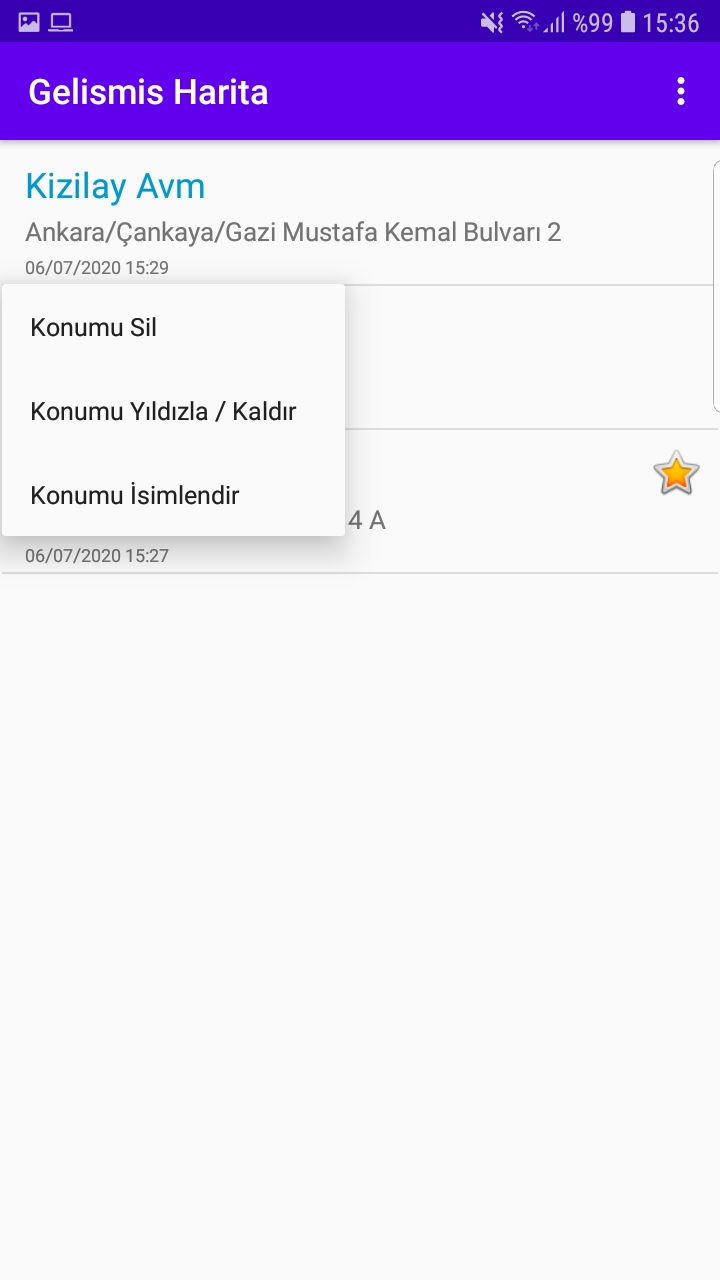 %99 15:36
Gelismis Harita
Kizilay Avm
Ankara/Çankaya/Gazi Mustafa Kemal Bulvarı 2
06/07/2020 15:29
Konumu Sil
Konumu Yıldızla / Kaldır
Konumu İsimlendir
4 A
06/07/2020 15:27